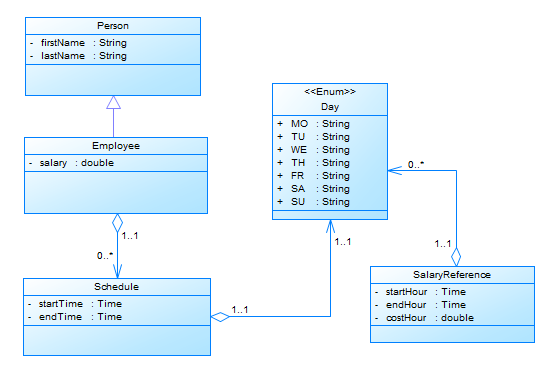 Person
- firstName : String
- lastName : String
Employee
- salary : double
1..1
0..*
Schedule
- startTime : Time
- endTime : Time
1..1
<<Enum>>
Day
+ MO : String
+ TU : String
+ WE : String
+ TH : String
+ FR : String
+ SA : String
+ SU : String
1..1
0..*
1..1
SalaryReference
- startHour : Time
- endHour : Time
- costHour : double